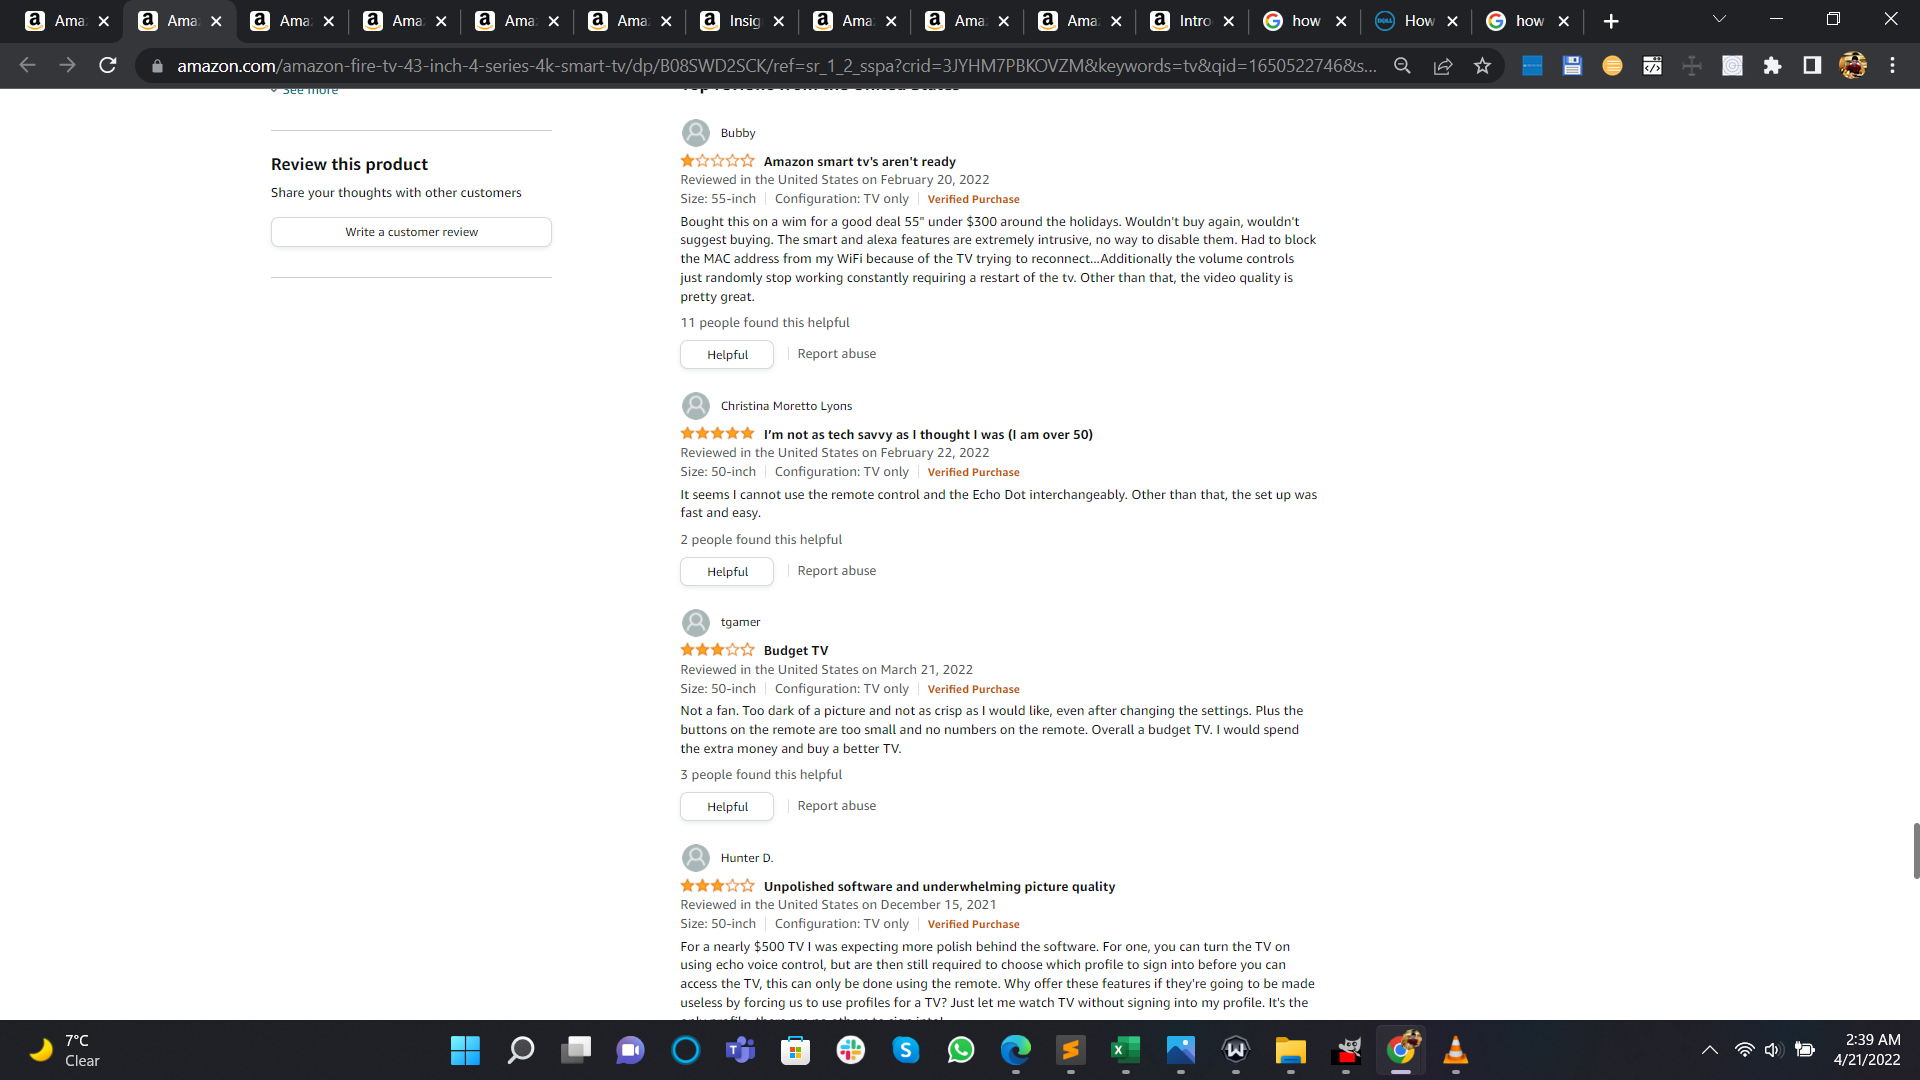 Ama
Ama
Ama
Ama
Ama
Ama
Insig
Ama
Ama
Ama
Intro
how
How
how
amazon.com/amazon-fire-tv-43-inch-4-series-4k-smart-tv/dp/B08SWD2SCK/ref=sr_1_2_sspa?crid=3JYHM7PBKOVZM&keywords=tv&qid=1650522746&s...
See more
Top reviews from the United States
Review this product
Share your thoughts with other customers
Write a customer review
Bubby
Amazon smart tv's aren't ready
Reviewed in the United States on February 20, 2022
Size: 55-inch | Configuration: TV only | Verified Purchase
Bought this on a wim for a good deal 55" under $300 around the holidays. Wouldn't buy again, wouldn't
suggest buying. The smart and alexa features are extremely intrusive, no way to disable them. Had to block
the MAC address from my WiFi because of the TV trying to reconnect...Additionally the volume controls
just randomly stop working constantly requiring a restart of the tv. Other than that, the video quality is
pretty great.
11 people found this helpful
Helpful | Report abuse
Christina Moretto Lyons
I'm not as tech savvy as I thought I was (I am over 50)
Reviewed in the United States on February 22, 2022
Size: 50-inch | Configuration: TV only | Verified Purchase
It seems I cannot use the remote control and the Echo Dot interchangeably. Other than that, the set up was
fast and easy.
2 people found this helpful
Helpful | Report abuse
tgamer
Budget TV
Reviewed in the United States on March 21, 2022
Size: 50-inch | Configuration: TV only | Verified Purchase
Not a fan. Too dark of a picture and not as crisp as I would like, even after changing the settings. Plus the
buttons on the remote are too small and no numbers on the remote. Overall a budget TV. I would spend
the extra money and buy a better TV.
3 people found this helpful
Helpful | Report abuse
Hunter D.
Unpolished software and underwhelming picture quality
Reviewed in the United States on December 15, 2021
Size: 50-inch | Configuration: TV only | Verified Purchase
For a nearly $500 TV I was expecting more polish behind the software. For one, you can turn the TV on
using echo voice control, but are then still required to choose which profile to sign into before you can
access the TV, this can only be done using the remote. Why offer these features if they're going to be made
useless by forcing us to use profiles for a TV? Just let me watch TV without signing into my profile. It's the
only profile, there are no others to sign into!
7°C
Clear
2:39 AM
4/21/2022